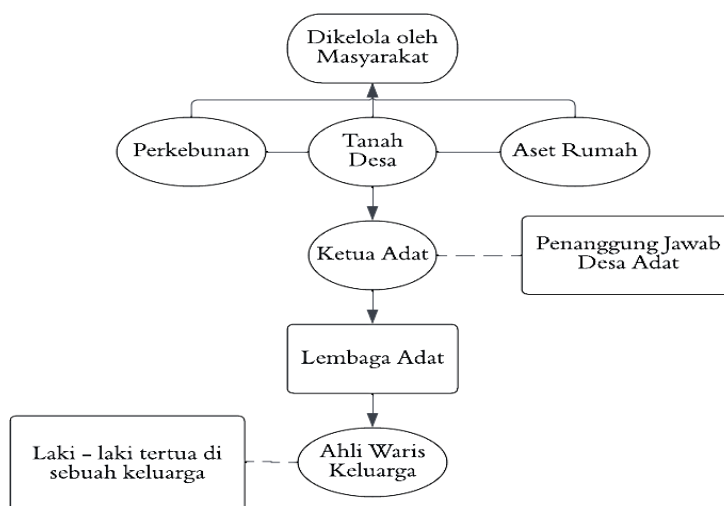 Dikelola oleh
Masyarakat
Perkebunan
Tanah
Desa
Aset Rumah
Ketua Adat
Penanggung Jawab
Desa Adat
Lembaga Adat
Laki – laki tertua di
sebuah keluarga
Ahli Waris
Keluarga